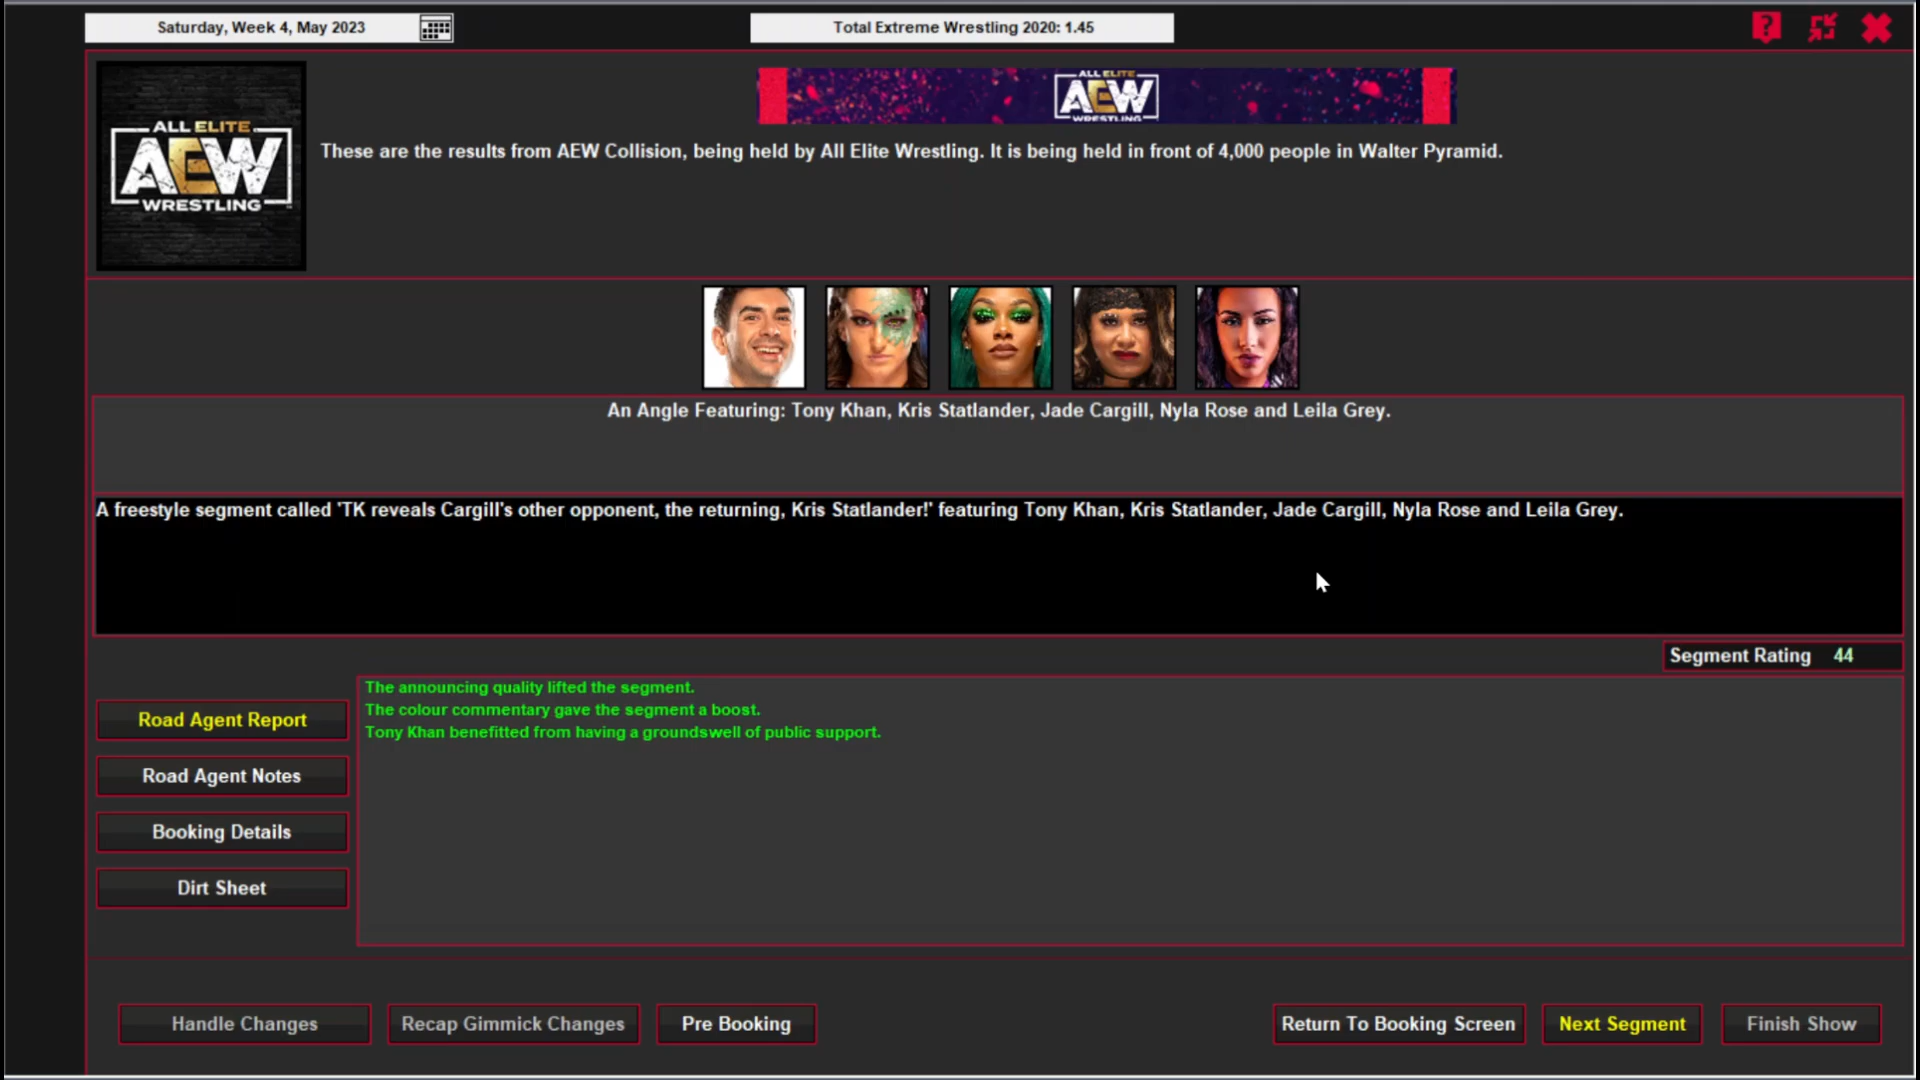 Saturday, Week 4, May 2023
Total Extreme Wrestling 2020: 1.45
?
ALL ELITE
AEW
WRESTLING
ALL ELITE
AEW
WRESTLING
These are the results from AEW Collision, being held by All Elite Wrestling. It is being held in front of 4,000 people in Walter Pyramid.
An Angle Featuring: Tony Khan, Kris Statlander, Jade Cargill, Nyla Rose and Leila Grey.
A freestyle segment called 'TK reveals Cargill's other opponent, the returning, Kris Statlander!' featuring Tony Khan, Kris Statlander, Jade Cargill, Nyla Rose and Leila Grey.
Segment Rating 44
Road Agent Report
Road Agent Notes
Booking Details
Dirt Sheet
The announcing quality lifted the segment.
The colour commentary gave the segment a boost.
Tony Khan benefitted from having a groundswell of public support.
Handle Changes
Recap Gimmick Changes
Pre Booking
Return To Booking Screen
Next Segment
Finish Show